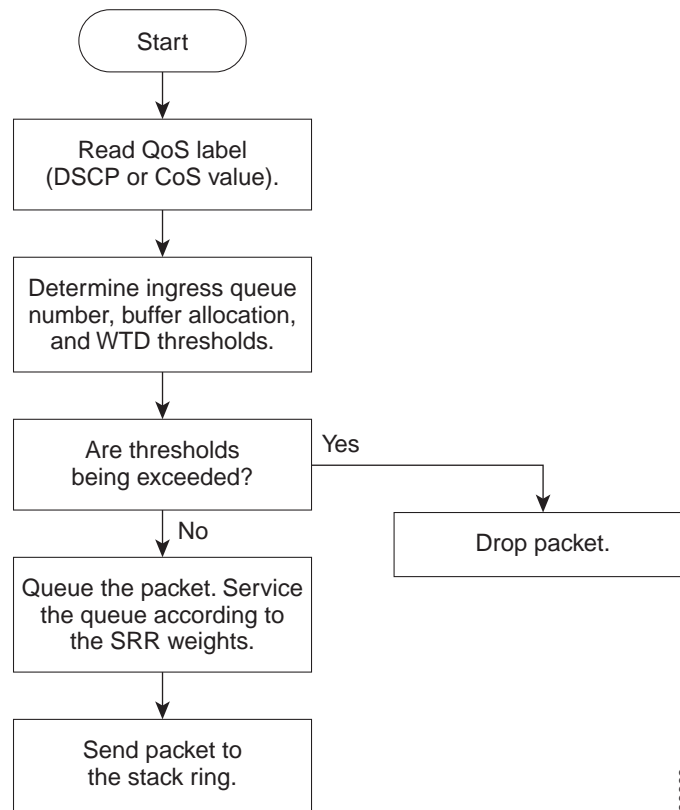 Start
Read QoS label
(DSCP or CoS value).
Determine ingress queue
number, buffer allocation,
and WTD thresholds.
Are thresholds
being exceeded?
Yes
No
Drop packet.
Queue the packet. Service
the queue according to
the SRR weights.
Send packet to
the stack ring.